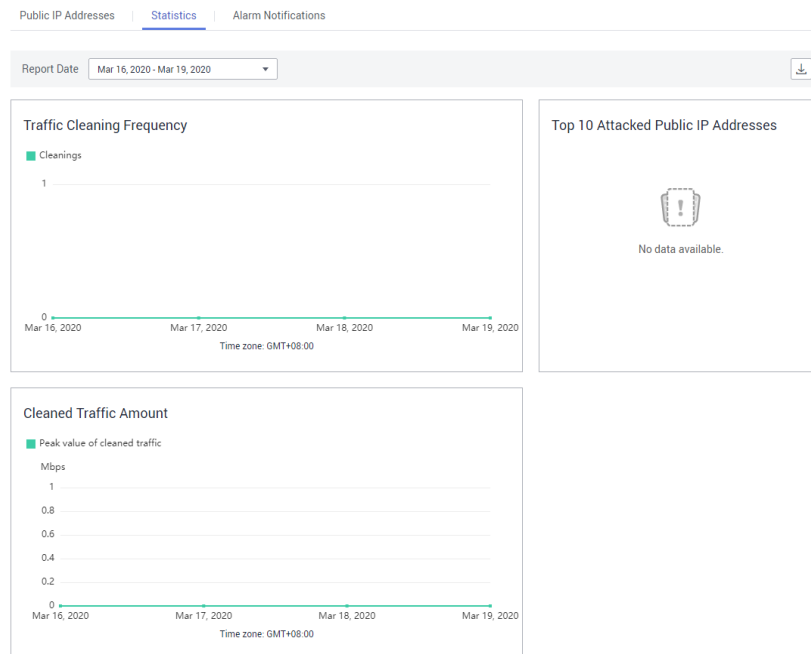 Public IP Addresses
Statistics
Alarm Notifications
Report Date
Mar 16, 2020 - Mar 19, 2020
Traffic Cleaning Frequency
Cleanings
1
0
Mar 16, 2020
Mar 17, 2020
Mar 18, 2020
Mar 19, 2020
Time zone: GMT+08:00
Top 10 Attacked Public IP Addresses
No data available.
Cleaned Traffic Amount
Peak value of cleaned traffic
Mbps
1
0.8
0.6
0.4
0.2
0
Mar 16, 2020
Mar 17, 2020
Mar 18, 2020
Mar 19, 2020
Time zone: GMT+08:00